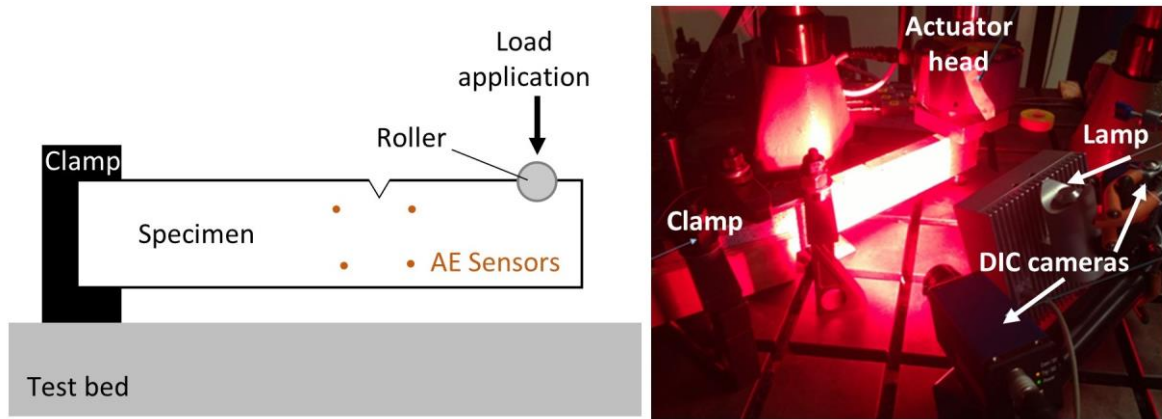 Load
application
Roller
Clamp
Specimen
AE Sensors
Test bed
Actuator
head
Lamp
Clamp
DIC cameras